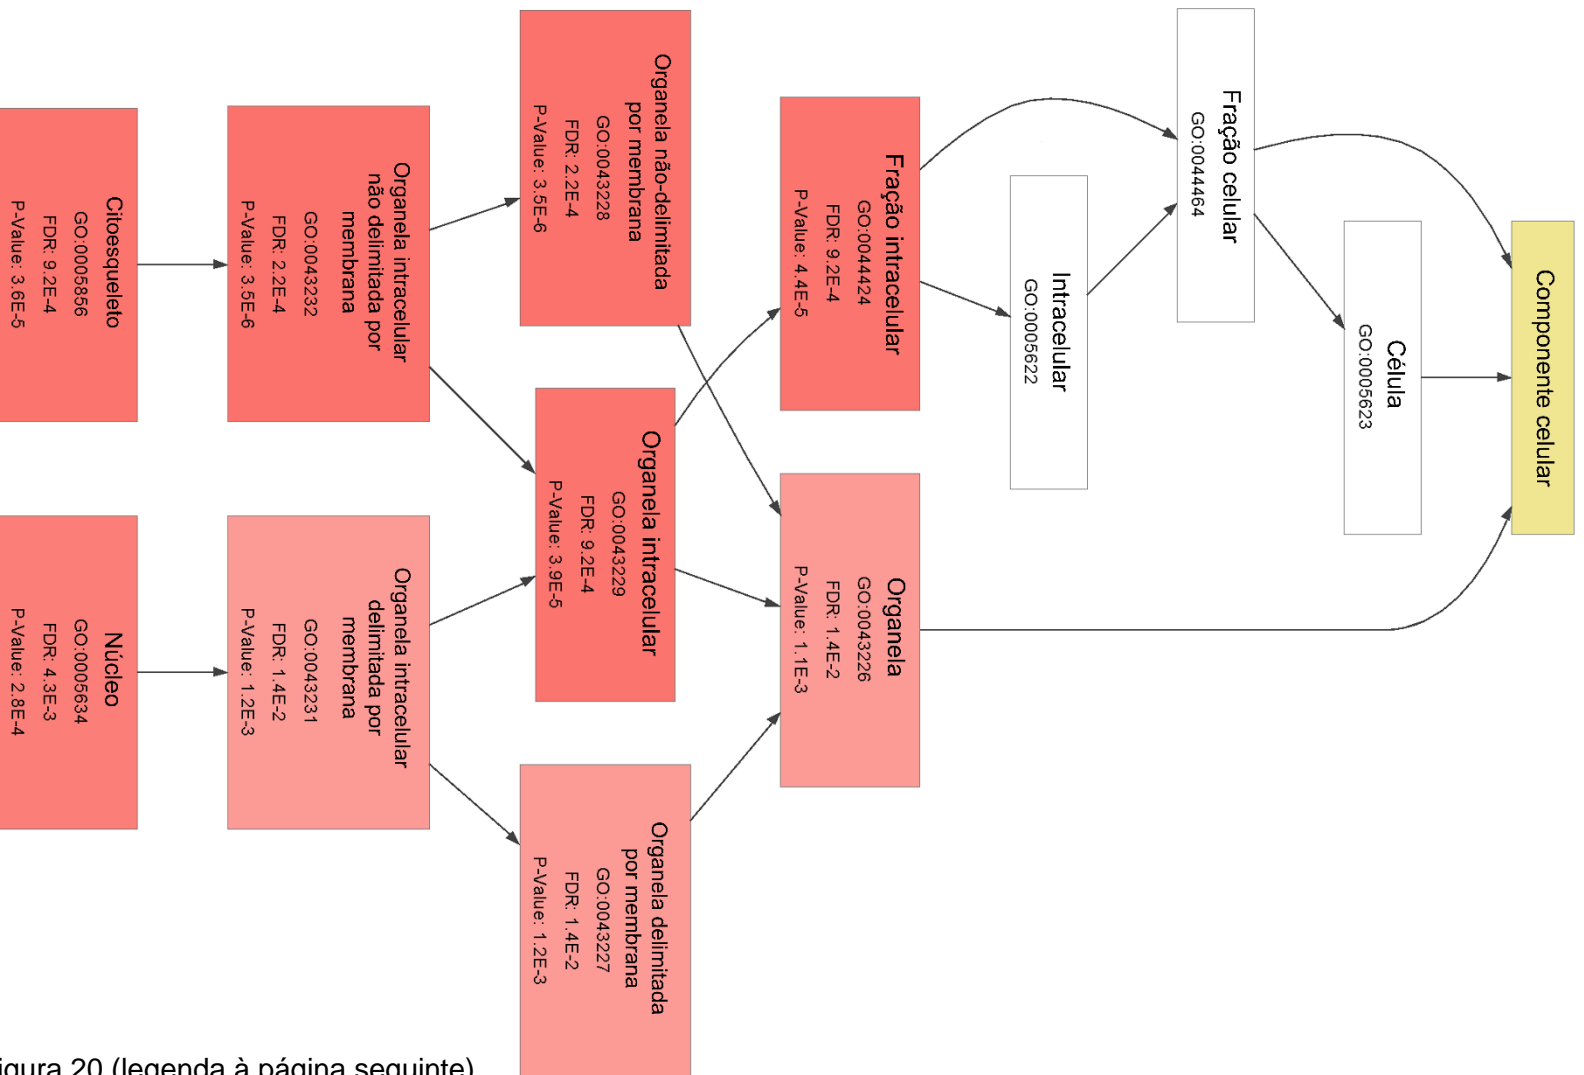 Componente celular
Fração celular
GO:0044464
Célula
GO:0005623
Intracelular
GO:0005622
Fração intracelular
GO:0044424
FDR: 9.2E-4
P-Value: 4.4E-5
Organela
GO:0043226
FDR: 1.4E-2
P-Value: 1.1E-3
Organela não-delimitada
por membrana
GO:0043228
FDR: 2.2E-4
P-Value: 3.5E-6
Organela intracelular
GO:0043229
FDR: 9.2E-4
P-Value: 3.9E-5
Organela delimitada
por membrana
GO:0043227
FDR: 1.4E-2
P-Value: 1.2E-3
Organela intracelular
não delimitada por
membrana
GO:0043232
FDR: 2.2E-4
P-Value: 3.5E-6
Organela intracelular
delimitada por
membrana
GO:0043231
FDR: 1.4E-2
P-Value: 1.2E-3
Citoesqueleto
GO:0005856
FDR: 9.2E-4
P-Value: 3.6E-5
Núcleo
GO:0005634
FDR: 4.3E-3
P-Value: 2.8E-4
igura 20 (legenda à página seguinte)